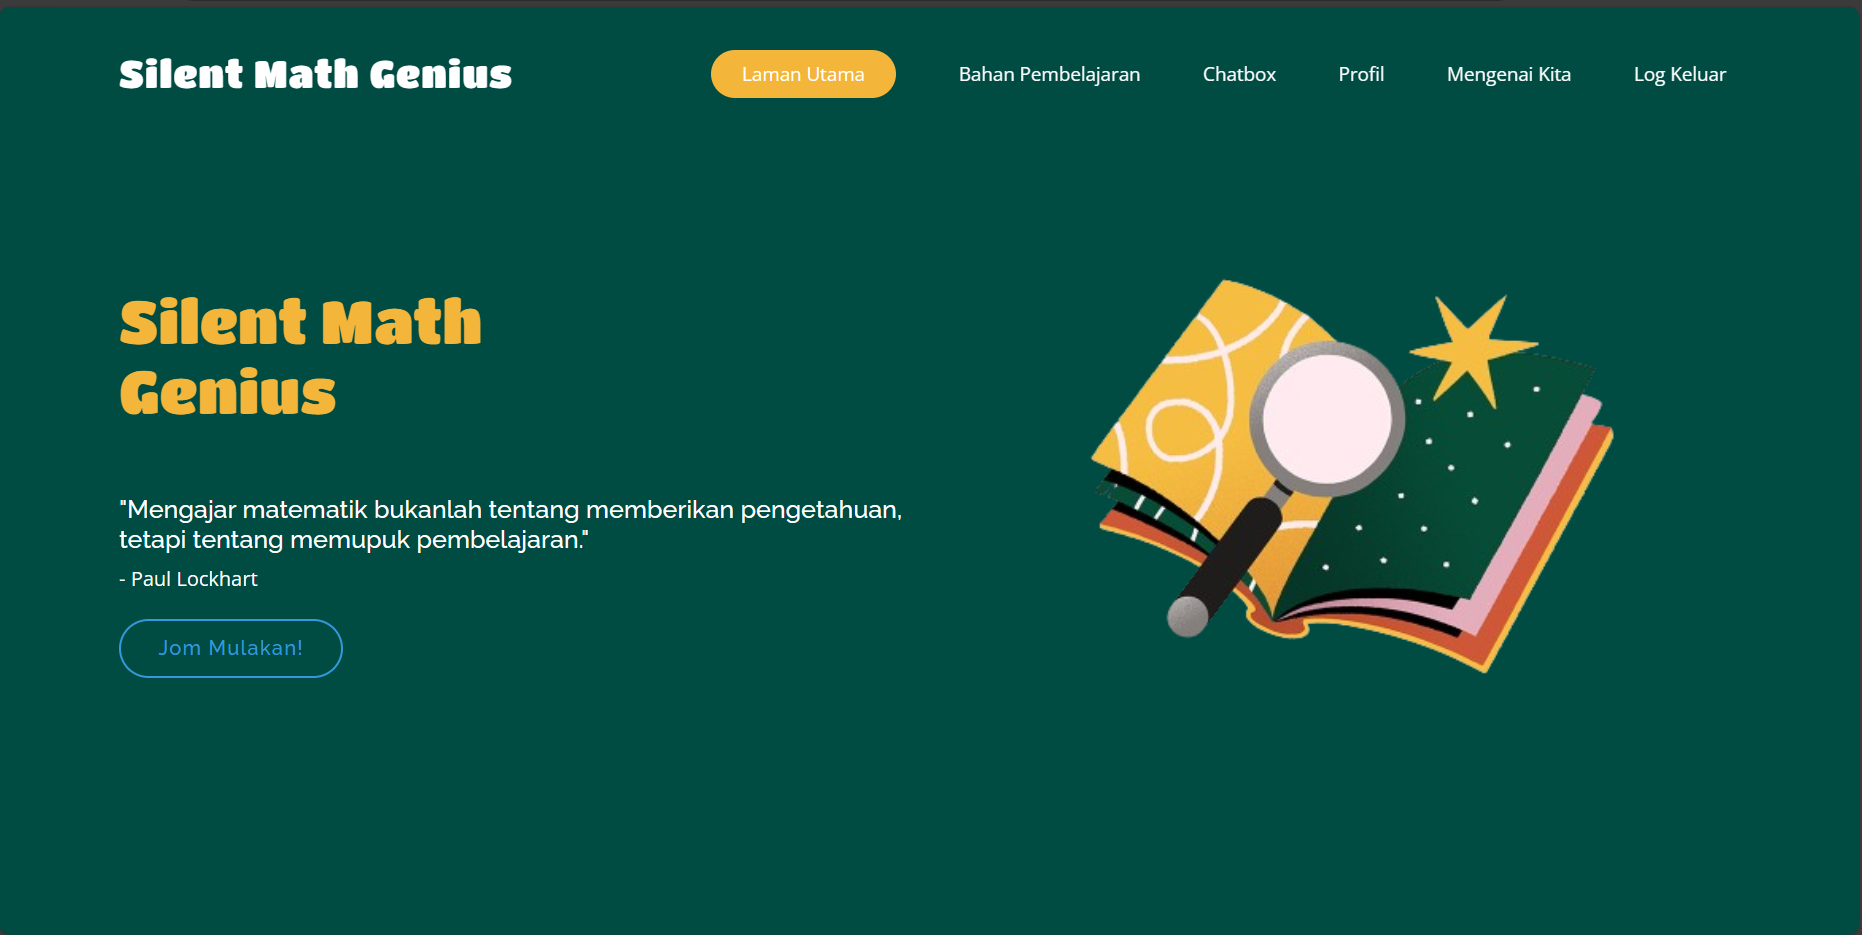 Silent Math Genius
Laman Utama
Bahan Pembelajaran
Chatbox
Profil
Mengenai Kita
Log Keluar
Silent Math
Genius
"Mengajar matematik bukanlah tentang memberikan pengetahuan,
tetapi tentang memupuk pembelajaran."
- Paul Lockhart
Jom Mulakan!